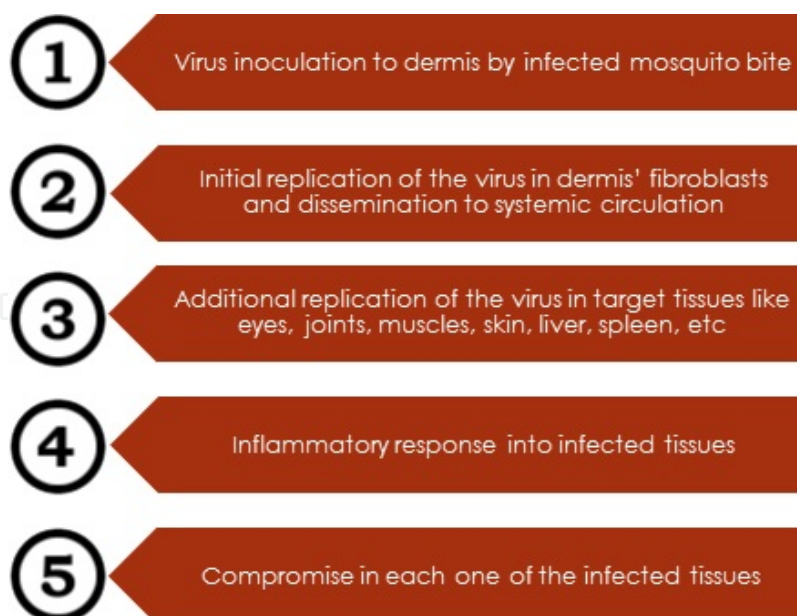 1
Virus inoculation to dermis by infected mosquito bite
2
Initial replication of the virus in dermis' fibroblasts
and dissemination to systemic circulation
3
Additional replication of the virus in target tissues like
eyes, joints, muscles, skin, liver, spleen, etc
4
Inflammatory response into infected tissues
5
Compromise in each one of the infected tissues